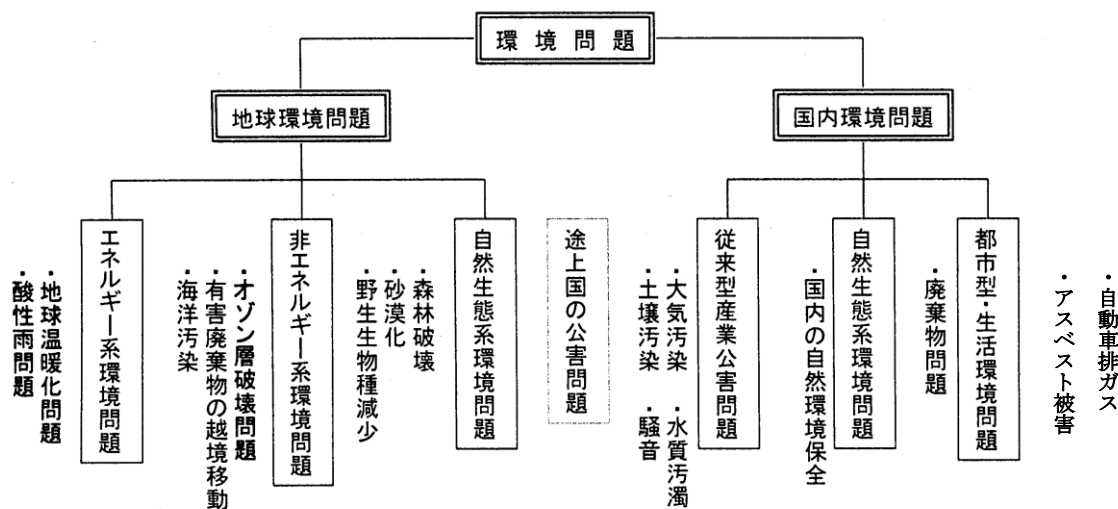 環境問題
地球環境問題
国内環境問題
エネルギー系環境問題
・地球温暖化問題
・酸性雨問題
非エネルギー系環境問題
・オゾン層破壊問題
・有害廃棄物の越境移動
・海洋汚染
自然生態系環境問題
・森林破壊
・砂漠化
・野生生物種減少
途上国の公害問題
従来型産業公害問題
・大気汚染 ・水質汚濁
・土壌汚染 ・騒音
自然生態系環境問題
・国内の自然環境保全
都市型・生活環境問題
・廃棄物問題
・自動車排ガス
・アスベスト被害